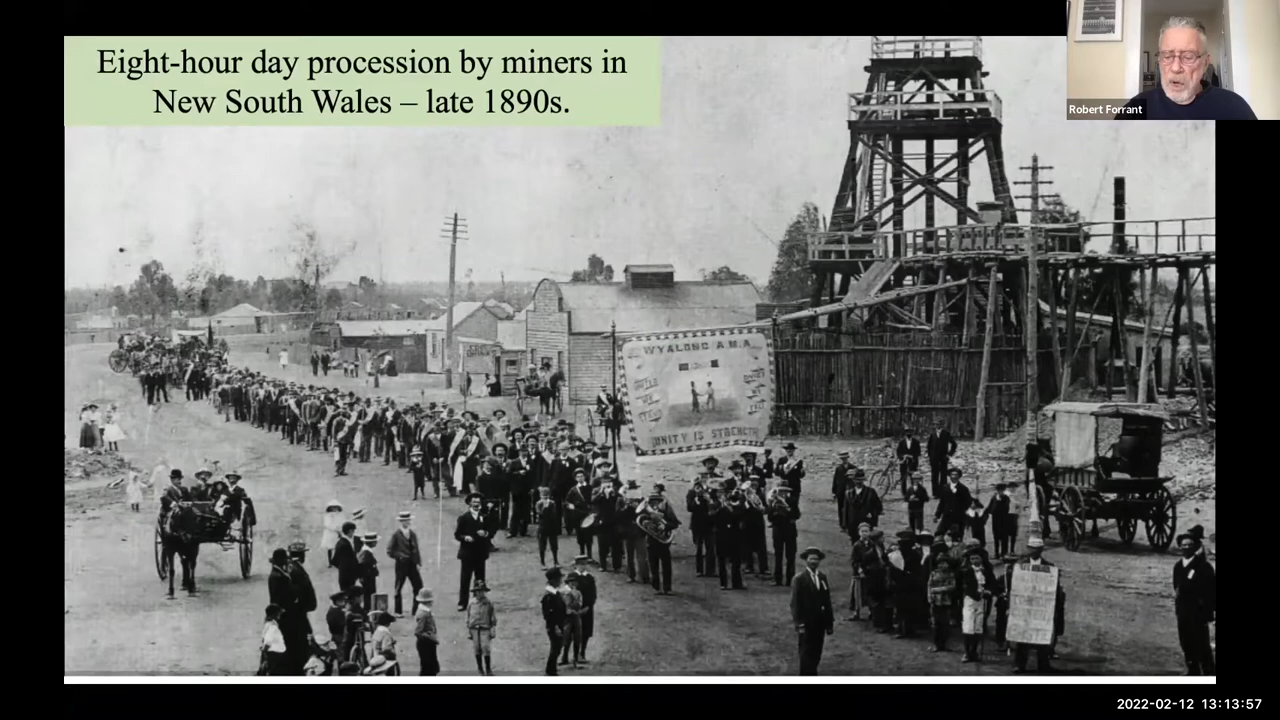 Eight-hour day procession by miners in
New South Wales – late 1890s.
Robert Forrant
WYALONG A.M.A.
UNITY IS STRENGTH
2022-02-12 13:13:57